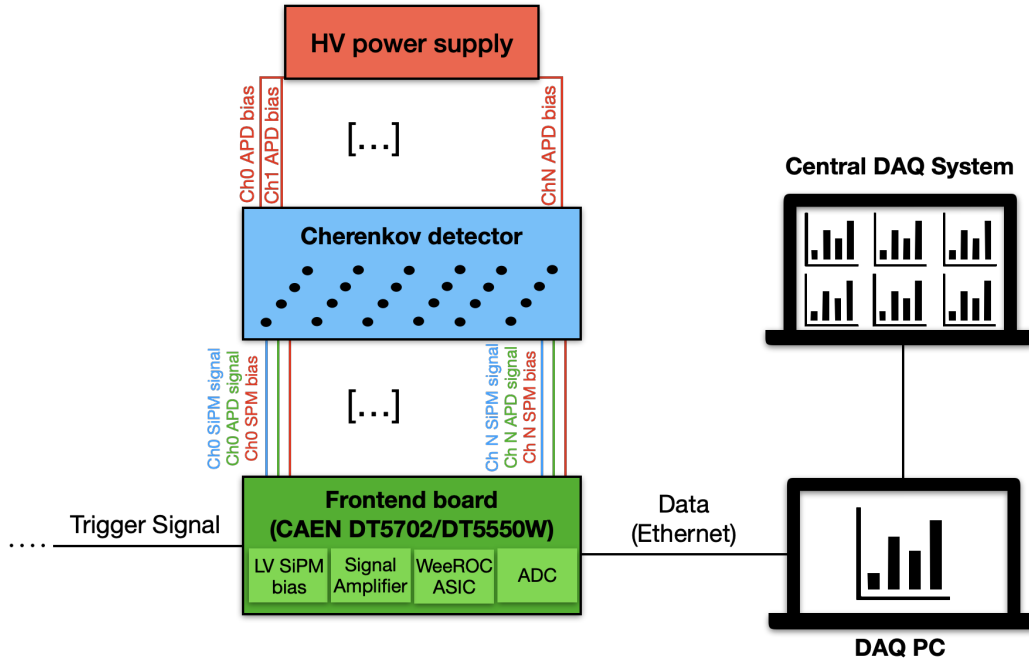 HV power supply
Ch0 APD bias
Ch1 APD bias
[...]
ChN APD bias
Central DAQ System
Cherenkov detector
Ch0 SiPM signal
Ch0 APD signal
Ch0 SPM bias
[...]
Ch N SiPM signal
Ch N APD signal
Ch N SPM bias
Trigger Signal
....
Frontend board
(CAEN DT5702/DT5550W)
LV SiPM
bias
Signal
Amplifier
WeeROC
ASIC
ADC
Data
(Ethernet)
DAQ PC